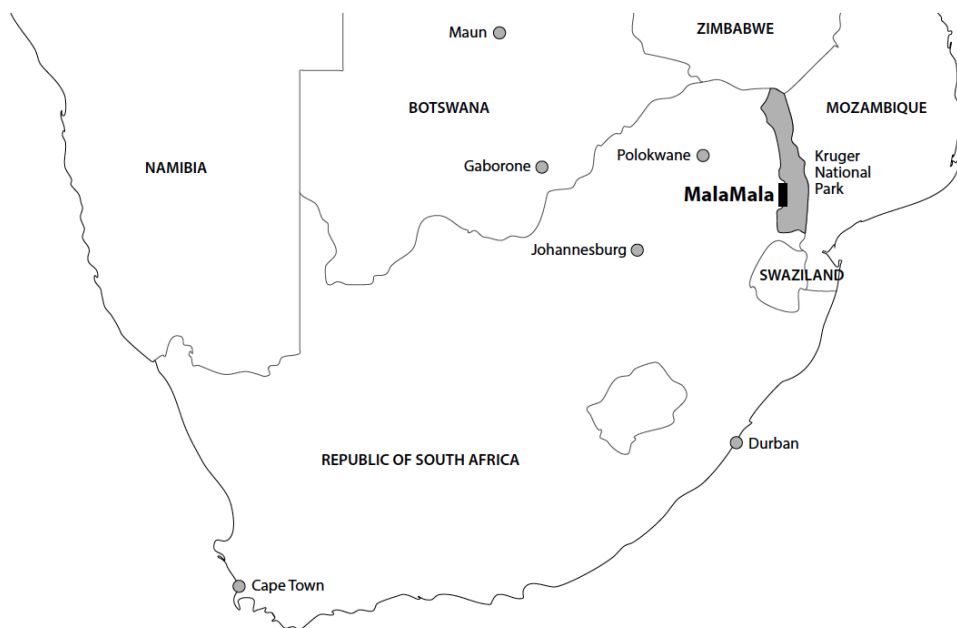 ZIMBABWE
Maun
BOTSWANA
MOZAMBIQUE
Polokwane
Kruger
National
Park
NAMIBIA
Gaborone
MalaMala
Johannesburg
SWAZILAND
Durban
REPUBLIC OF SOUTH AFRICA
Cape Town